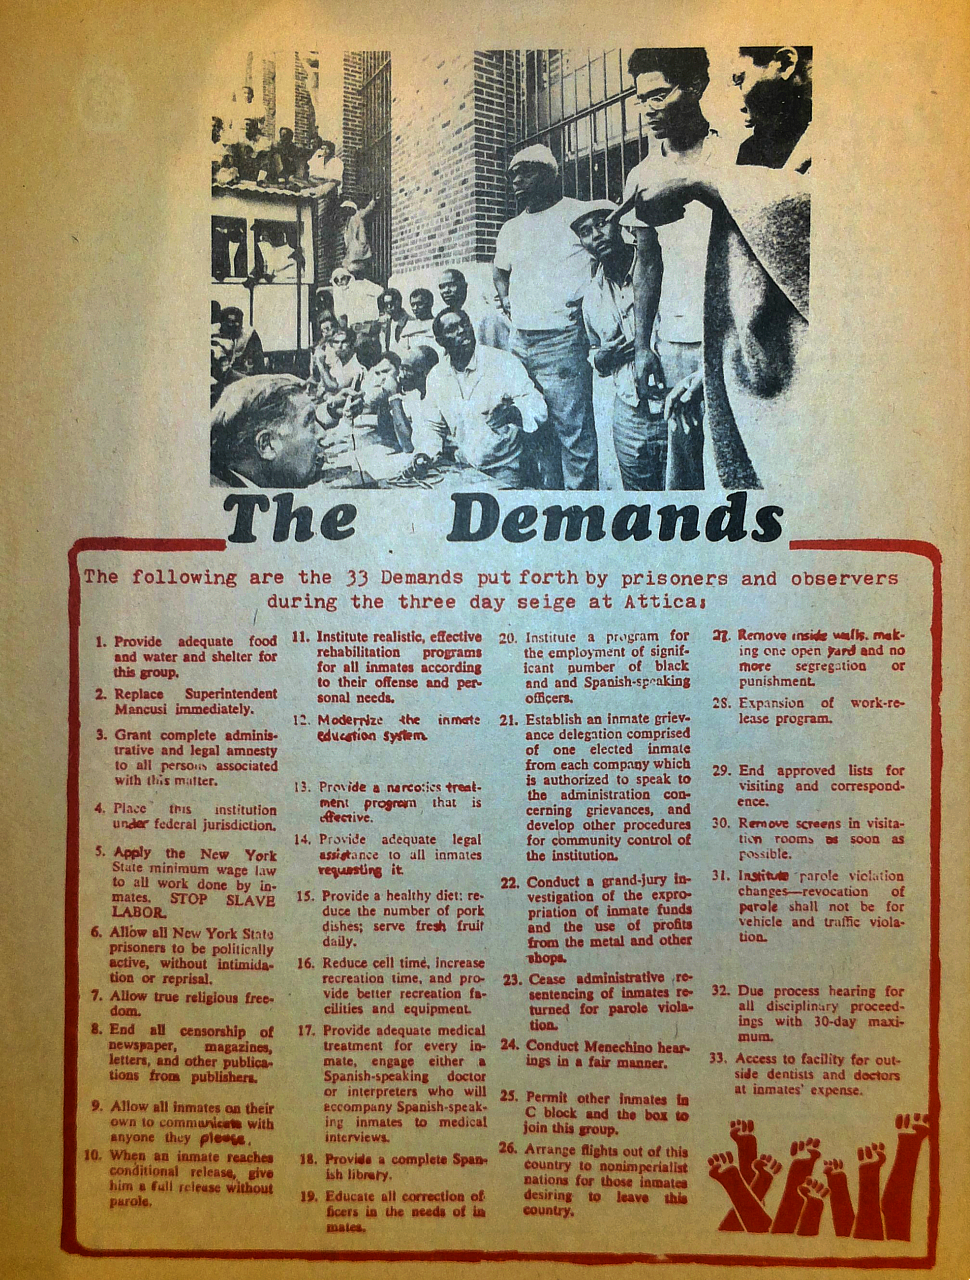 The Demands
The following are the 33 Demands put forth by prisoners and observers
during the three day seige at Attica:
1. Provide adequate food
and water and shelter for
this group.
2. Replace Superintendent
Mancusi immediately.
3. Grant complete adminis-
trative and legal amnesty
to all persons associated
with this matter.
4. Place this institution
under federal jurisdiction.
5. Apply the New York
State minimum wage law
to all work done by in-
mates. STOP SLAVE
LABOR.
6. Allow all New York State
prisoners to be politically
active, without intimida-
tion or reprisal.
7. Allow true religious free-
dom.
8. End all censorship of
newspaper, magazines,
letters, and other publica-
tions from publishers.
9. Allow all inmates on their
own to communicate with
anyone they please.
10. When an inmate reaches
conditional release, give
him a full release without
parole.
11. Institute realistic, effective
rehabilitation programs
for all inmates according
to their offense and per-
sonal needs.
12. Modernize the inmate
education system.
13. Provide a narcotics treat-
ment program that is
effective.
14. Provide adequate legal
assistance to all inmates
requesting it.
15. Provide a healthy diet: re-
duce the number of pork
dishes; serve fresh fruit
daily.
16. Reduce cell time, increase
recreation time, and pro-
vide better recreation fa-
cilities and equipment.
17. Provide adequate medical
treatment for every in-
mate, engage either a
Spanish-speaking doctor
or interpreters who will
accompany Spanish-speak-
ing inmates to medical
interviews.
18. Provide a complete Span-
ish library.
19. Educate all correction of-
ficers in the needs of in
mates.
20. Institute a program for
the employment of signif-
icant number of black
and and Spanish-speaking
officers.
21. Establish an inmate griev-
ance delegation comprised
of one elected inmate
from each company which
is authorized to speak to
the administration con-
cerning grievances, and
develop other procedures
for community control of
the institution.
22. Conduct a grand-jury in-
vestigation of the expro-
priation of inmate funds
and the use of profits
from the metal and other
shops.
23. Cease administrative re-
sentencing of inmates re-
turned for parole viola-
tion.
24. Conduct Menechino hear-
ings in a fair manner.
25. Permit other inmates in
C block and the box to
join this group.
26. Arrange flights out of this
country to nonimperialist
nations for those inmates
desiring to leave this
country.
27. Remove inside walls, mak-
ing one open yard and no
more segregation or
punishment.
28. Expansion of work-re-
lease program.
29. End approved lists for
visiting and correspond-
ence.
30. Remove screens in visita-
tion rooms as soon as
possible.
31. Institute parole violation
changes—revocation of
parole shall not be for
vehicle and traffic viola-
tion.
32. Due process hearing for
all disciplinary proceed-
ings with 30-day maxi-
mum.
33. Access to facility for out-
side dentists and doctors
at inmates' expense.